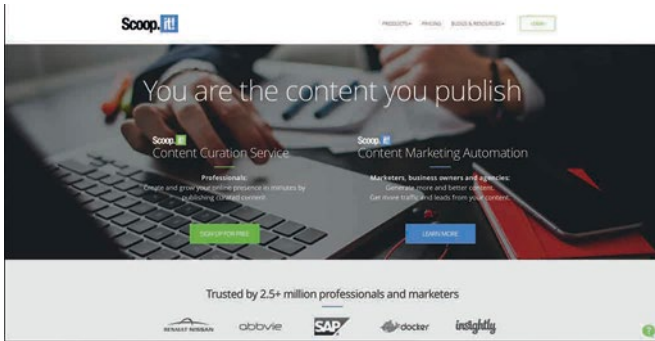 Scoop.it!
PRODUCTS PRICING BLOGS & RESOURCES LOGIN
You are the content you publish
Scoop.it!
Content Curation Service
Professionals:
Create and grow your online presence in minutes by
publishing curated content!
SIGN UP FOR FREE
Scoop.it!
Content Marketing Automation
Marketers, business owners and agencies:
Generate more and better content.
Get more traffic and leads from your content.
LEARN MORE
Trusted by 2.5+ million professionals and marketers
RENAULT NISSAN abbvie SAP docker insightly
?